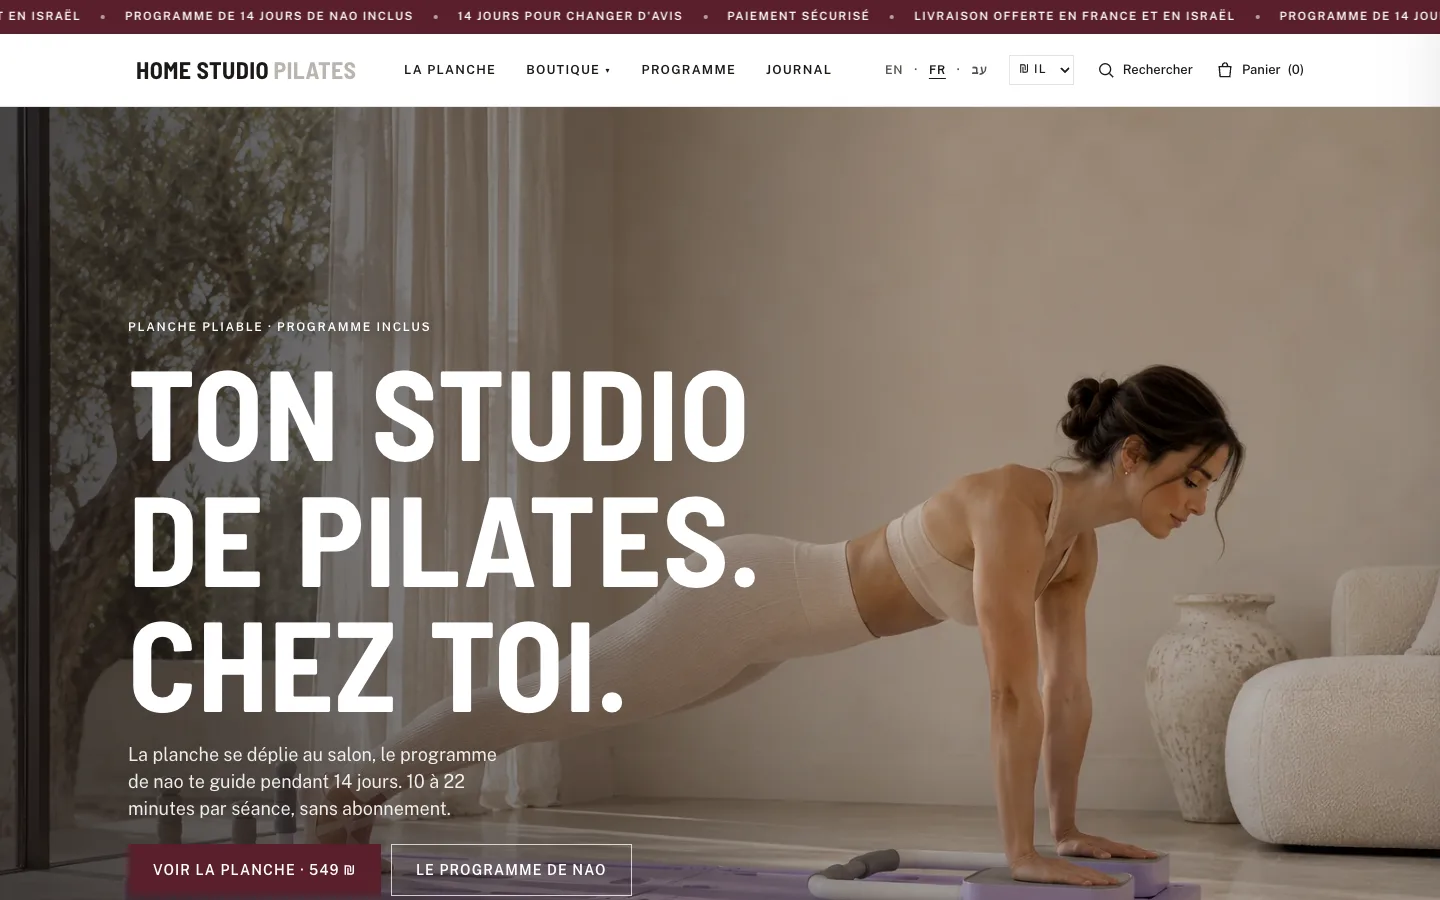 T EN ISRAËL • PROGRAMME DE 14 JOURS DE NAO INCLUS • 14 JOURS POUR CHANGER D'AVIS • PAIEMENT SÉCURISÉ • LIVRAISON OFFERTE EN FRANCE ET EN ISRAËL • PROGRAMME DE 14 JOU
HOME STUDIO PILATES LA PLANCHE BOUTIQUE ▾ PROGRAMME JOURNAL EN · FR · עב ₪ IL Rechercher Panier (0)
PLANCHE PLIABLE · PROGRAMME INCLUS
TON STUDIO
DE PILATES.
CHEZ TOI.
La planche se déplie au salon, le programme
de nao te guide pendant 14 jours. 10 à 22
minutes par séance, sans abonnement.
VOIR LA PLANCHE · 549 ₪ LE PROGRAMME DE NAO